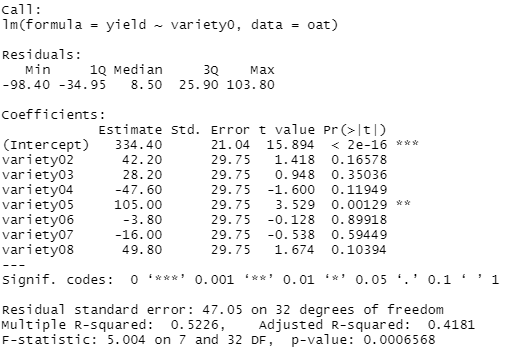 Call:
lm(formula = yield ~ variety0, data = oat)
Residuals:
   Min     1Q Median     3Q    Max
-98.40 -34.95   8.50  25.90 103.80
Coefficients:
            Estimate Std. Error t value Pr(>|t|)
(Intercept)   334.40      21.04  15.894  < 2e-16 ***
variety02      42.20      29.75   1.418  0.16578
variety03      28.20      29.75   0.948  0.35036
variety04     -47.60      29.75  -1.600  0.11949
variety05     105.00      29.75   3.529  0.00129 **
variety06      -3.80      29.75  -0.128  0.89918
variety07     -16.00      29.75  -0.538  0.59449
variety08      49.80      29.75   1.674  0.10394
---
Signif. codes:  0 ‘***’ 0.001 ‘**’ 0.01 ‘*’ 0.05 ‘.’ 0.1 ‘ ’ 1
Residual standard error: 47.05 on 32 degrees of freedom
Multiple R-squared:  0.5226,    Adjusted R-squared:  0.4181
F-statistic: 5.004 on 7 and 32 DF,  p-value: 0.0006568